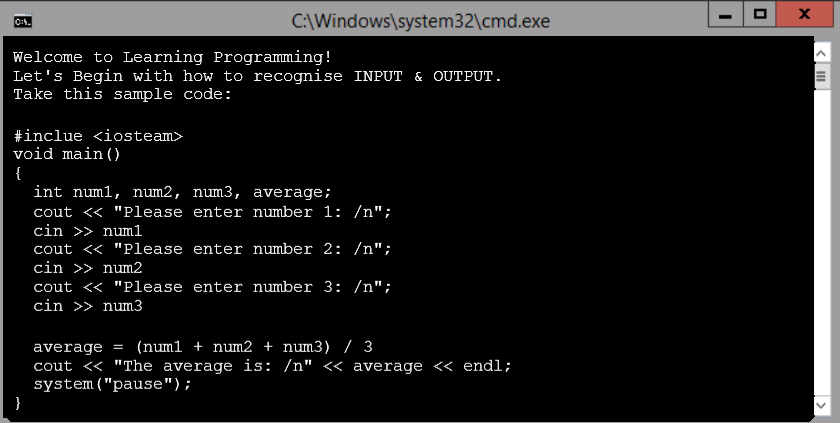 C:\Windows\system32\cmd.exe
Welcome to Learning Programming!
Let's Begin with how to recognise INPUT & OUTPUT.
Take this sample code:
#inclue <iosteam>
void main()
{
int num1, num2, num3, average;
cout << "Please enter number 1: /n";
cin >> num1
cout << "Please enter number 2: /n";
cin >> num2
cout << "Please enter number 3: /n";
cin >> num3
average = (num1 + num2 + num3) / 3
cout << "The average is: /n" << average << endl;
system("pause");
}